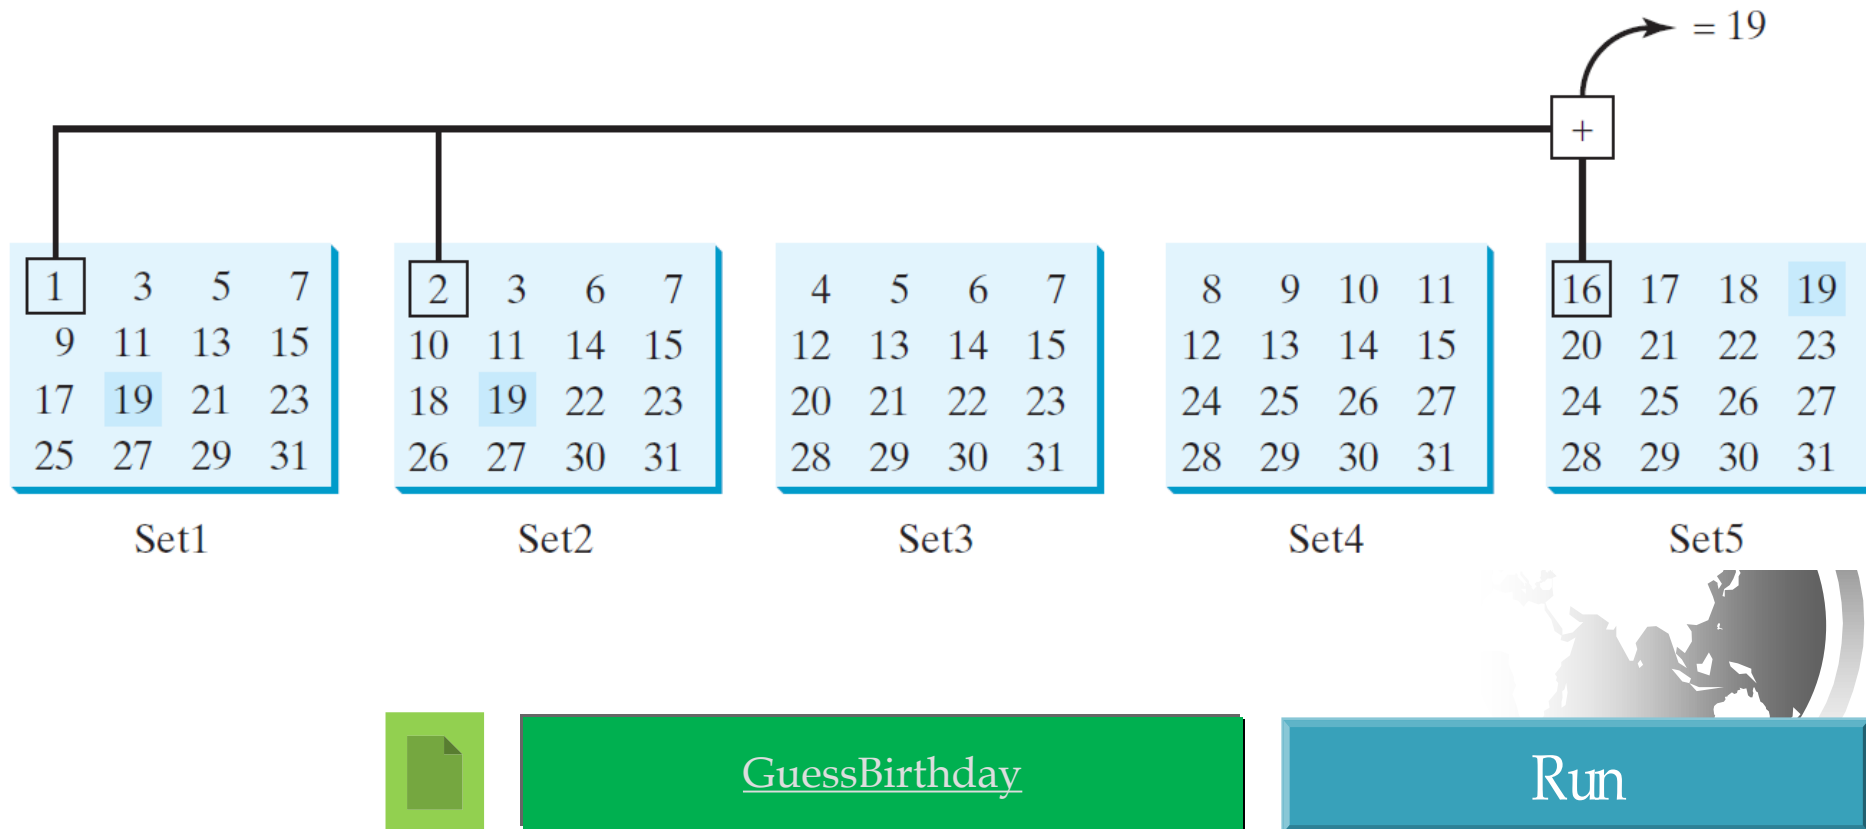 = 19
+
1 3 5 7
9 11 13 15
17 19 21 23
25 27 29 31
Set1
2 3 6 7
10 11 14 15
18 19 22 23
26 27 30 31
Set2
4 5 6 7
12 13 14 15
20 21 22 23
28 29 30 31
Set3
8 9 10 11
12 13 14 15
24 25 26 27
28 29 30 31
Set4
16 17 18 19
20 21 22 23
24 25 26 27
28 29 30 31
Set5
GuessBirthday
Run